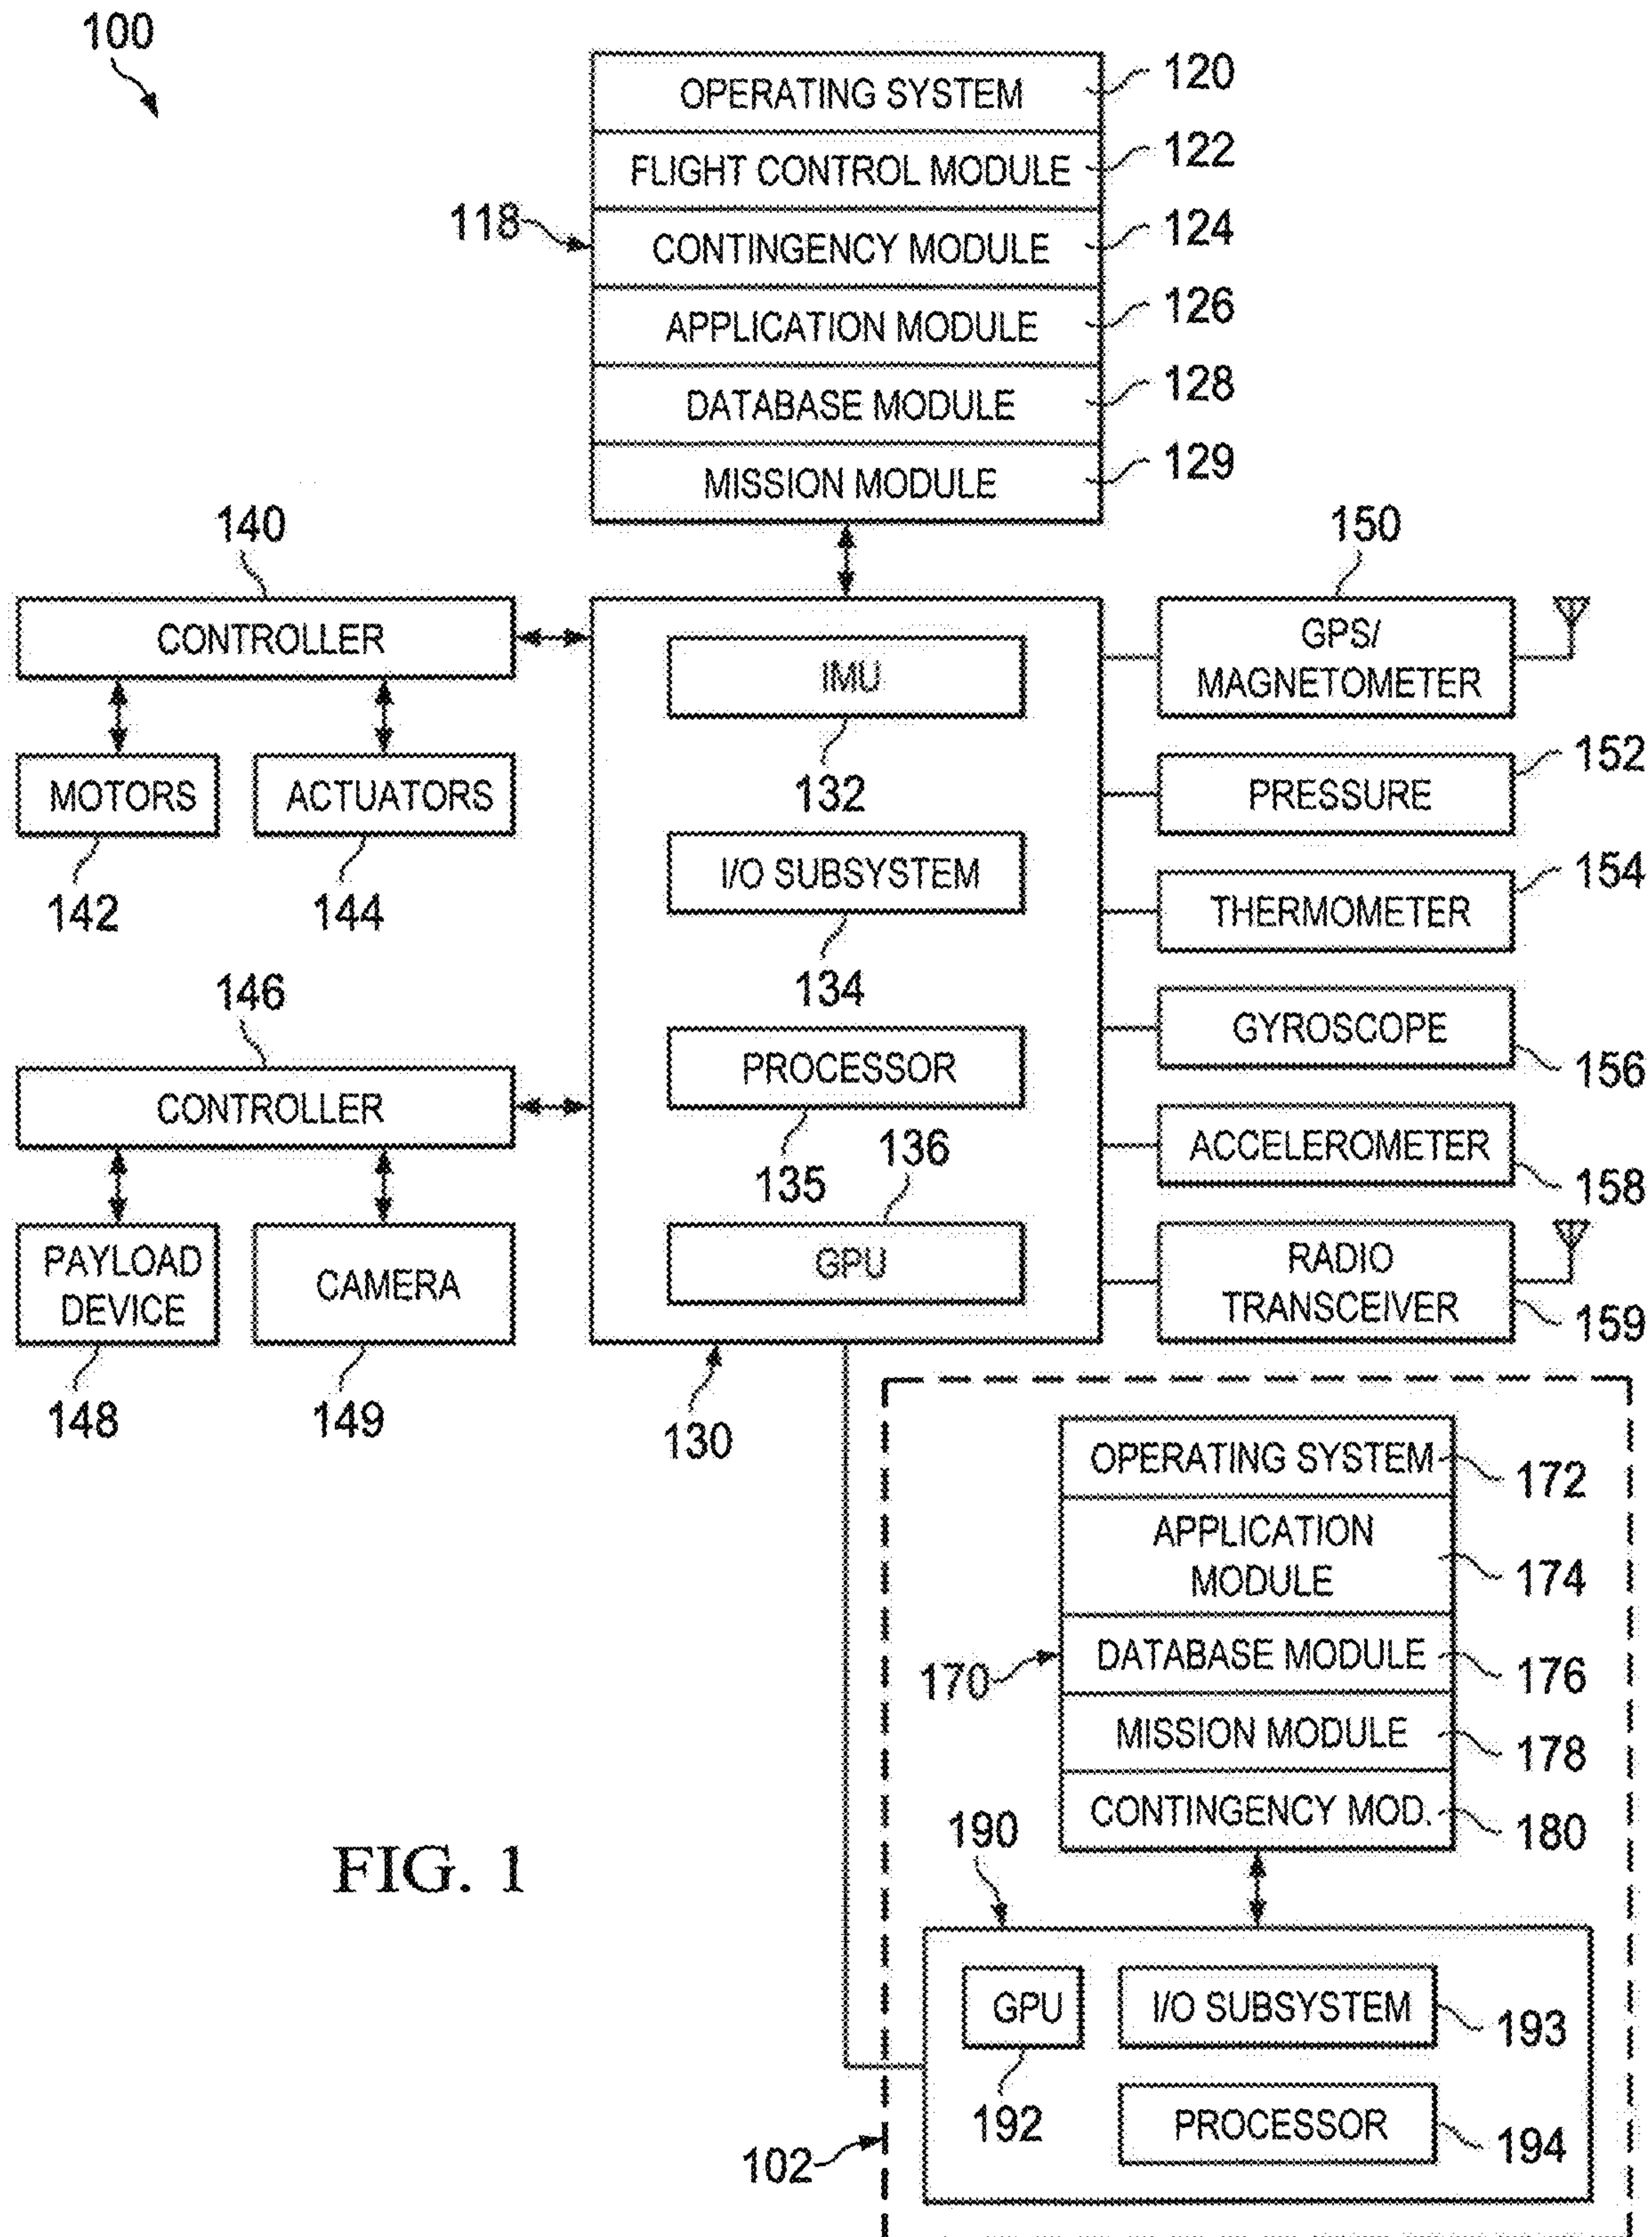 100
OPERATING SYSTEM
120
FLIGHT CONTROL MODULE
122
118
CONTINGENCY MODULE
124
APPLICATION MODULE
126
DATABASE MODULE
128
MISSION MODULE
129
140
CONTROLLER
MOTORS
ACTUATORS
142
144
146
CONTROLLER
PAYLOAD
DEVICE
CAMERA
148
149
IMU
132
I/O SUBSYSTEM
134
PROCESSOR
135
136
GPU
130
150
GPS/
MAGNETOMETER
152
PRESSURE
154
THERMOMETER
GYROSCOPE
156
ACCELEROMETER
158
RADIO
TRANSCEIVER
159
OPERATING SYSTEM
172
APPLICATION
MODULE
174
DATABASE MODULE
176
170
MISSION MODULE
178
CONTINGENCY MOD.
180
190
GPU
192
I/O SUBSYSTEM
193
PROCESSOR
194
102
FIG. 1